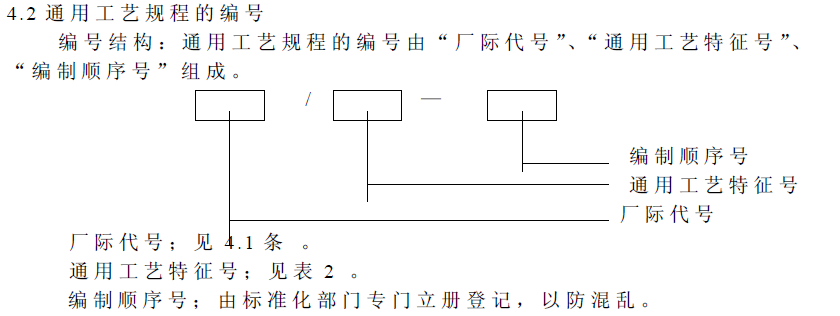 4.2 通用工艺规程的编号
编号结构：通用工艺规程的编号由“厂际代号”、“通用工艺特征号”、
“编制顺序号”组成。
/ —
编制顺序号
通用工艺特征号
厂际代号
厂际代号；见 4.1 条 。
通用工艺特征号；见表 2 。
编制顺序号；由标准化部门专门立册登记，以防混乱。